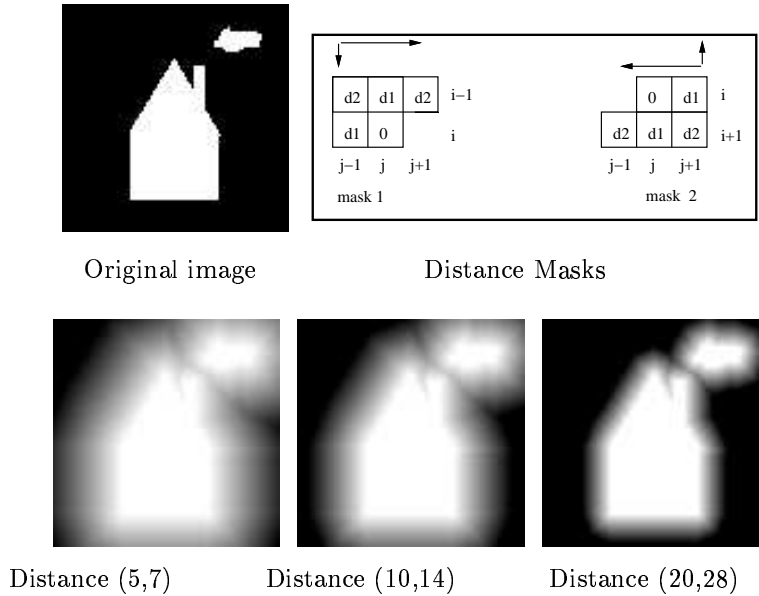 d2 d1 d2 i−1
d1 0 i
j−1 j j+1
mask 1
0 d1 i
d2 d1 d2 i+1
j−1 j j+1
mask 2
Original image
Distance Masks
Distance (5,7)
Distance (10,14)
Distance (20,28)